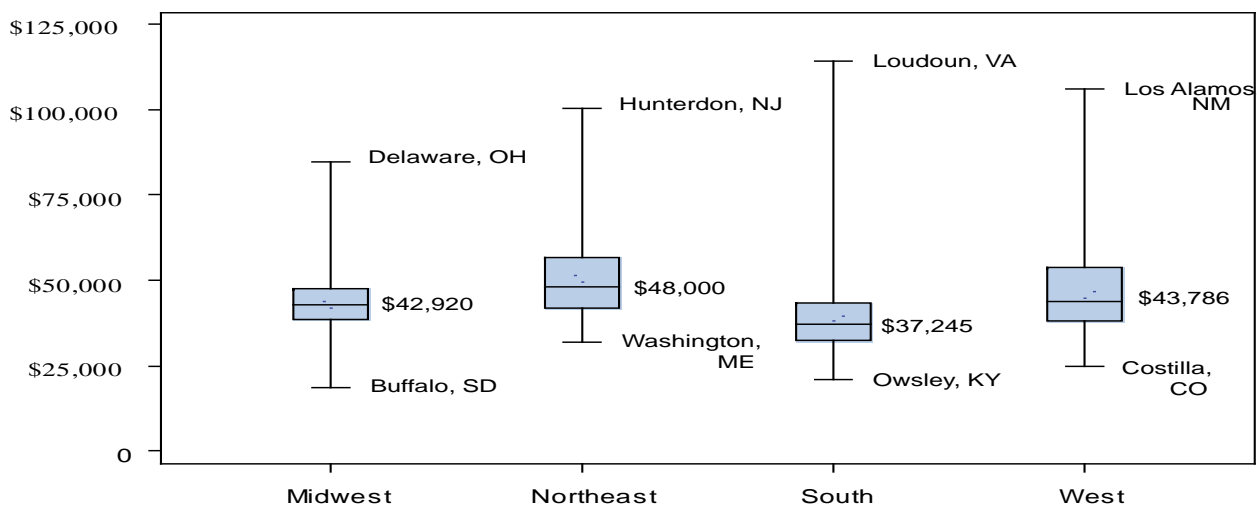 $125,000
Loudoun, VA
Los Alamos
NM
$100,000
Hunterdon, NJ
Delaware, OH
$75,000
$50,000
$42,920
$48,000
$37,245
$43,786
Washington,
ME
$25,000
Buffalo, SD
Owsley, KY
Costilla,
CO
0
Midwest
Northeast
South
West